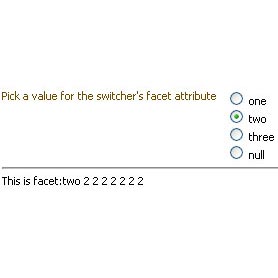 Pick a value for the switcher's facet attribute
one
two
three
null
This is facet:two 2 2 2 2 2 2 2